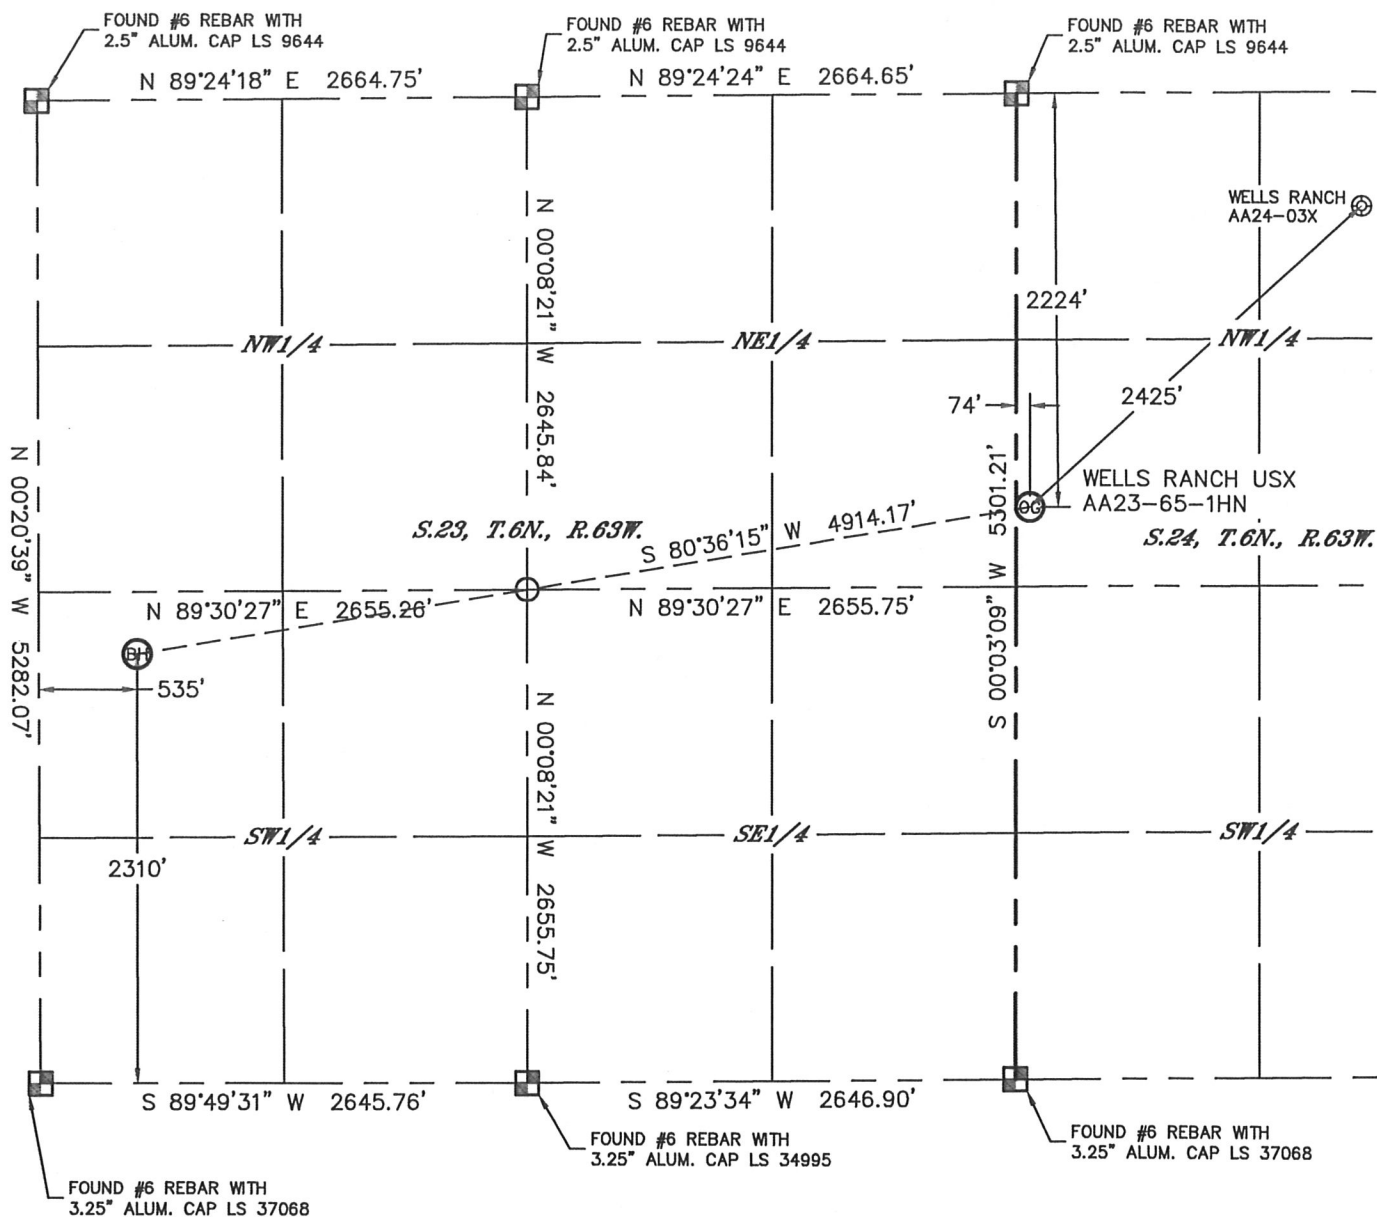 FOUND #6 REBAR WITH
2.5" ALUM. CAP LS 9644
FOUND #6 REBAR WITH
2.5" ALUM. CAP LS 9644
FOUND #6 REBAR WITH
2.5" ALUM. CAP LS 9644
N 89°24'18" E 2664.75'
N 89°24'24" E 2664.65'
WELLS RANCH
AA24-03X
N 00°08'21" W 2645.84'
2224'
NW1/4
NE1/4
NW1/4
2425'
74'
N 00°20'39" W 5282.07'
S 00°03'09" W 5301.21'
WELLS RANCH USX
AA23-65-1HN
OG
S.23, T.6N., R.63W.
S 80°36'15" W 4914.17'
S.24, T.6N., R.63W.
N 89°30'27" E 2655.26'
N 89°30'27" E 2655.75'
BH
535'
N 00°08'21" W 2655.75'
SW1/4
SE1/4
SW1/4
2310'
S 89°49'31" W 2645.76'
S 89°23'34" W 2646.90'
FOUND #6 REBAR WITH
3.25" ALUM. CAP LS 34995
FOUND #6 REBAR WITH
3.25" ALUM. CAP LS 37068
FOUND #6 REBAR WITH
3.25" ALUM. CAP LS 37068